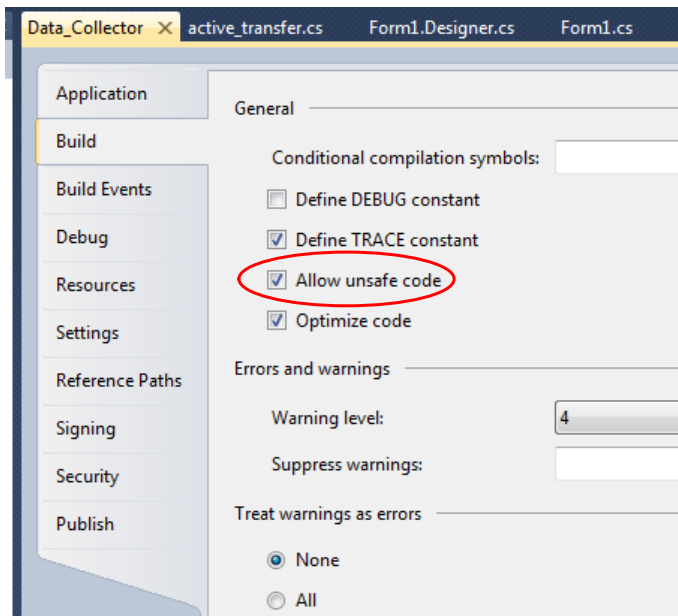 Data_Collector active_transfer.cs Form1.Designer.cs Form1.cs
Application
Build
Build Events
Debug
Resources
Settings
Reference Paths
Signing
Security
Publish
General
Conditional compilation symbols:
Define DEBUG constant
Define TRACE constant
Allow unsafe code
Optimize code
Errors and warnings
Warning level: 4
Suppress warnings:
Treat warnings as errors
None
All